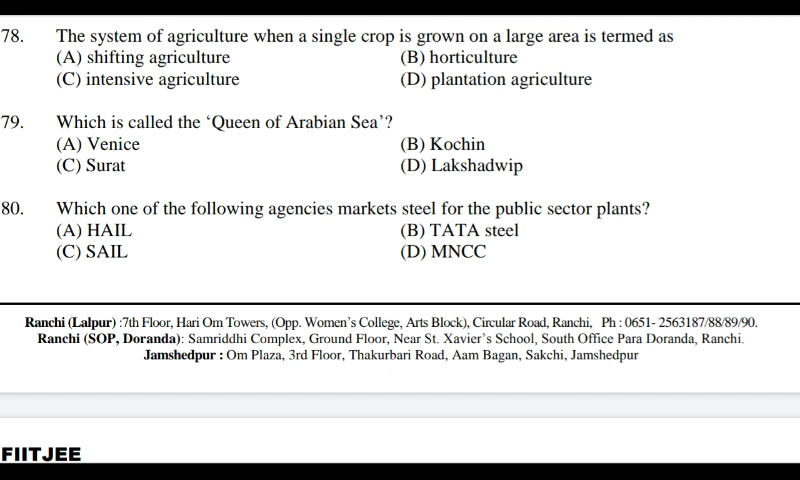 78. The system of agriculture when a single crop is grown on a large area is termed as
(A) shifting agriculture (B) horticulture
(C) intensive agriculture (D) plantation agriculture
79. Which is called the ‘Queen of Arabian Sea’?
(A) Venice (B) Kochin
(C) Surat (D) Lakshadwip
80. Which one of the following agencies markets steel for the public sector plants?
(A) HAIL (B) TATA steel
(C) SAIL (D) MNCC
Ranchi (Lalpur) :7th Floor, Hari Om Towers, (Opp. Women’s College, Arts Block), Circular Road, Ranchi, Ph : 0651- 2563187/88/89/90.
Ranchi (SOP, Doranda): Samriddhi Complex, Ground Floor, Near St. Xavier’s School, South Office Para Doranda, Ranchi.
Jamshedpur : Om Plaza, 3rd Floor, Thakurbari Road, Aam Bagan, Sakchi, Jamshedpur
FIITJEE